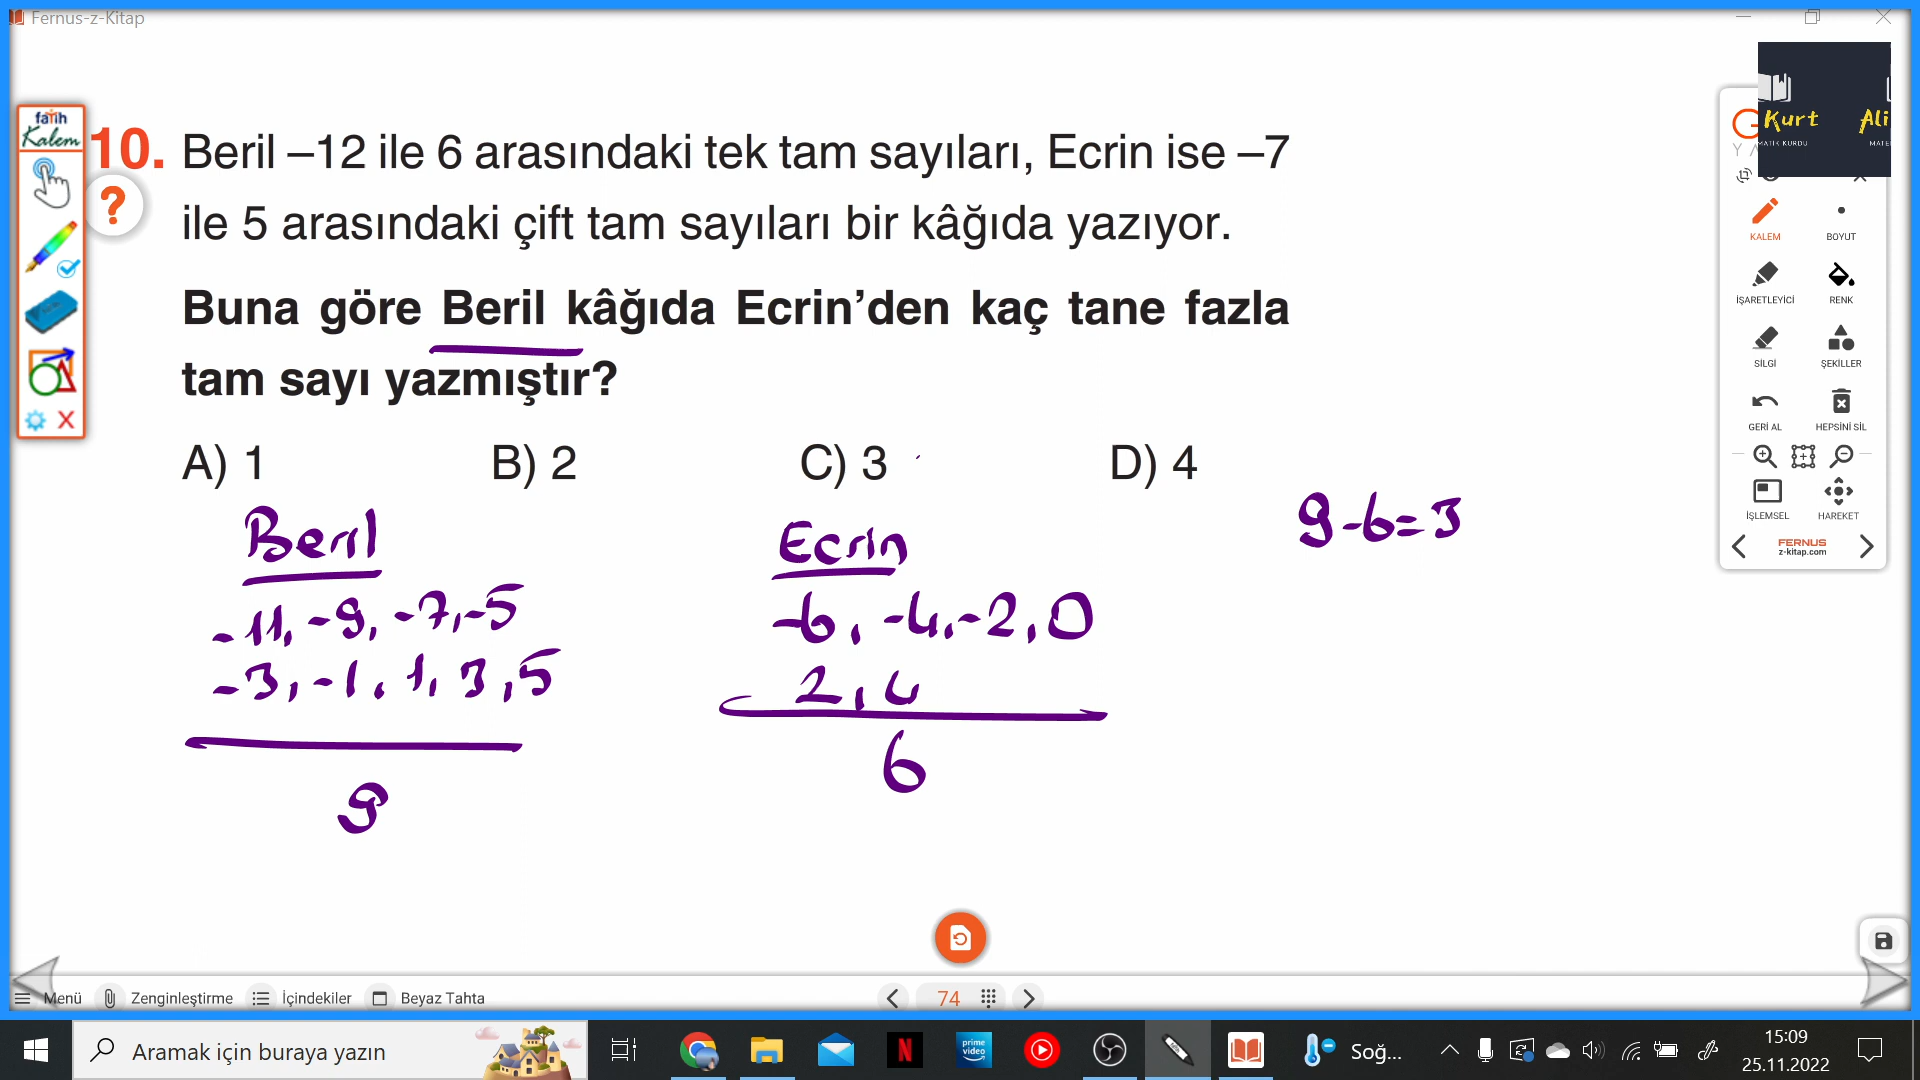 Fernus-z-Kitap
fatih
Kalem
10. Beril –12 ile 6 arasındaki tek tam sayıları, Ecrin ise –7
ile 5 arasındaki çift tam sayıları bir kâğıda yazıyor.
?
Buna göre Beril kâğıda Ecrin’den kaç tane fazla
tam sayı yazmıştır?
A) 1 B) 2 C) 3 D) 4
Beril
-11, -9, -7, -5
-3, -1, 1, 3, 5
9
Ecrin
-6, -4, -2, 0
2, 4
6
9-6=3
Kurt Ali
MATİK KURDU MATE
KALEM BOYUT
İŞARETLEYİCİ RENK
SİLGİ ŞEKİLLER
GERİ AL HEPSİNİ SİL
İŞLEMSEL HAREKET
FERNUS
z-kitap.com
Menü Zenginleştirme İçindekiler Beyaz Tahta 74
Aramak için buraya yazın
prime
video
N
Soğ...
15:09
25.11.2022